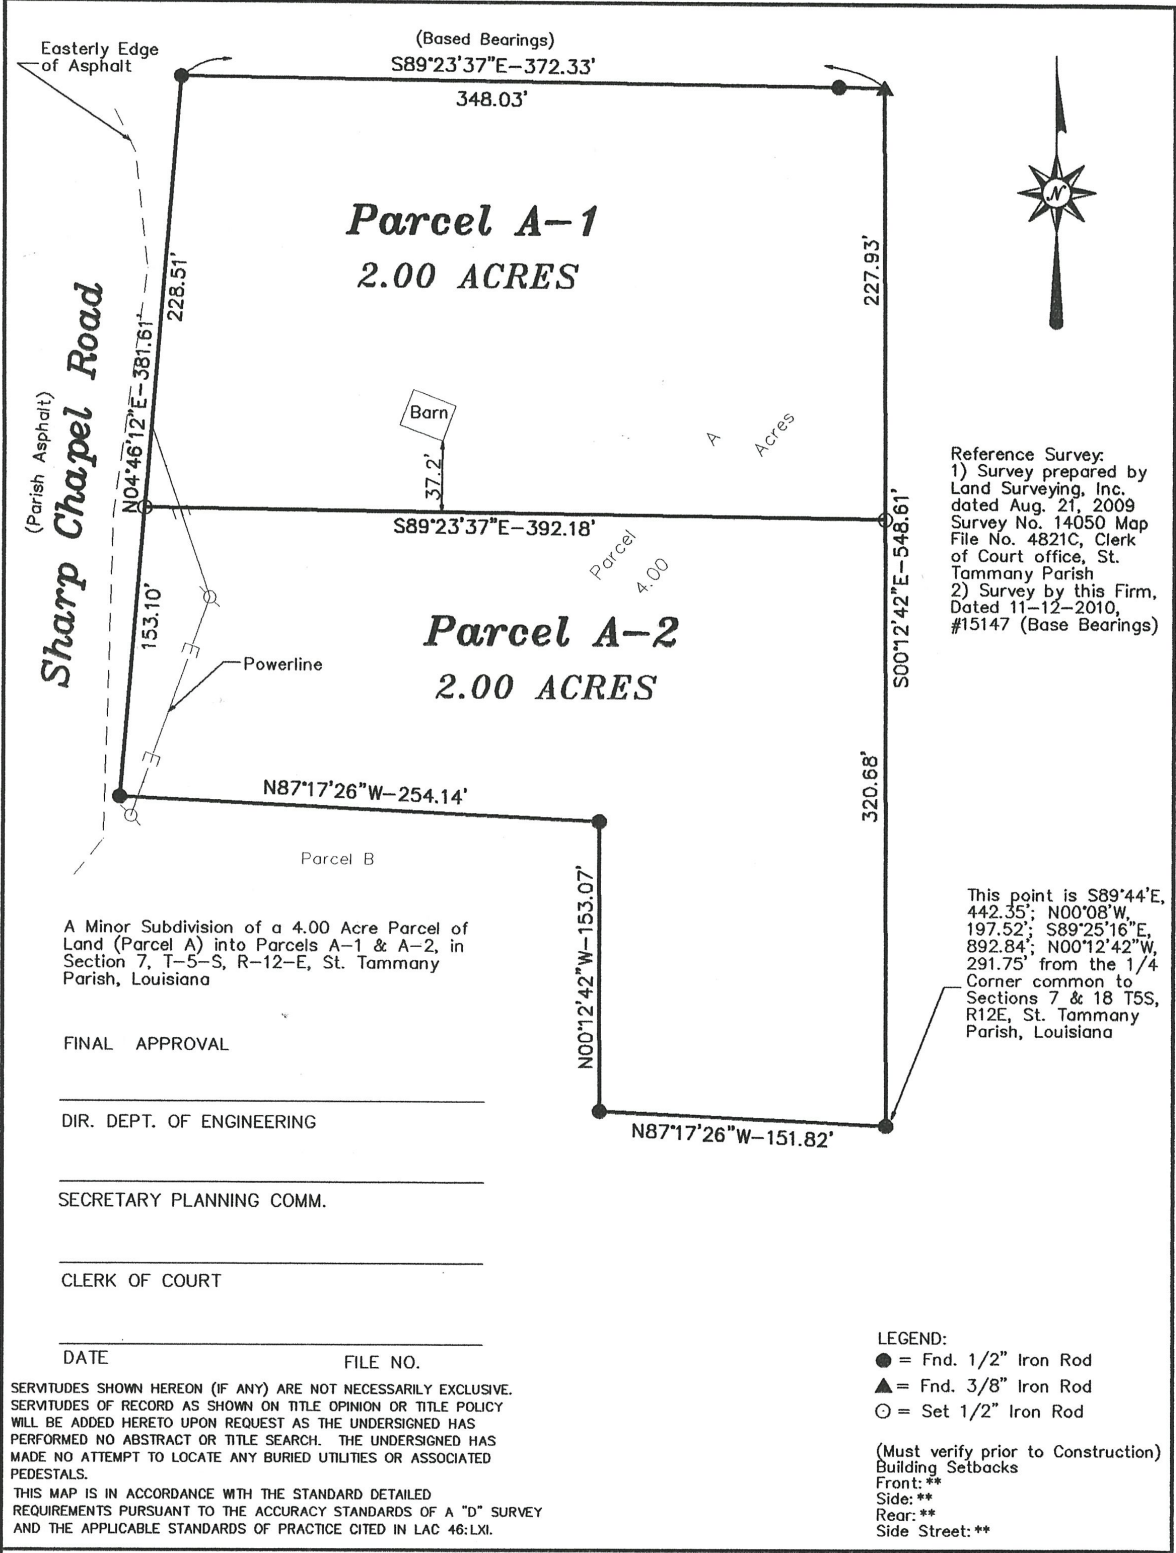 (Based Bearings)
S89°23'37"E-372.33'
348.03'
Easterly Edge
of Asphalt
Parcel A-1
2.00 ACRES
228.51'
227.93'
N04°46'12"E-381.61'
(Parish Asphalt)
Sharp Chapel Road
Barn
37.2'
A
Acres
N
S89°23'37"E-392.18'
Parcel
4.00
Reference Survey:
1) Survey prepared by
Land Surveying, Inc.
dated Aug. 21, 2009
Survey No. 14050 Map
File No. 4821C, Clerk
of Court office, St.
Tammany Parish
2) Survey by this Firm,
Dated 11-12-2010,
#15147 (Base Bearings)
S00°12'42"E-548.61'
153.10'
Parcel A-2
2.00 ACRES
Powerline
E
E
320.68'
N87°17'26"W-254.14'
Parcel B
N00°12'42"W-153.07'
N87°17'26"W-151.82'
This point is S89°44'E,
442.35'; N00°08'W,
197.52'; S89°25'16"E,
892.84'; N00°12'42"W,
291.75' from the 1/4
Corner common to
Sections 7 & 18 T5S,
R12E, St. Tammany
Parish, Louisiana
A Minor Subdivision of a 4.00 Acre Parcel of
Land (Parcel A) into Parcels A-1 & A-2, in
Section 7, T-5-S, R-12-E, St. Tammany
Parish, Louisiana
FINAL APPROVAL
DIR. DEPT. OF ENGINEERING
SECRETARY PLANNING COMM.
CLERK OF COURT
DATE FILE NO.
SERVITUDES SHOWN HEREON (IF ANY) ARE NOT NECESSARILY EXCLUSIVE.
SERVITUDES OF RECORD AS SHOWN ON TITLE OPINION OR TITLE POLICY
WILL BE ADDED HERETO UPON REQUEST AS THE UNDERSIGNED HAS
PERFORMED NO ABSTRACT OR TITLE SEARCH. THE UNDERSIGNED HAS
MADE NO ATTEMPT TO LOCATE ANY BURIED UTILITIES OR ASSOCIATED
PEDESTALS.
THIS MAP IS IN ACCORDANCE WITH THE STANDARD DETAILED
REQUIREMENTS PURSUANT TO THE ACCURACY STANDARDS OF A "D" SURVEY
AND THE APPLICABLE STANDARDS OF PRACTICE CITED IN LAC 46:LXI.
LEGEND:
● = Fnd. 1/2" Iron Rod
▲ = Fnd. 3/8" Iron Rod
⊙ = Set 1/2" Iron Rod
(Must verify prior to Construction)
Building Setbacks
Front: **
Side: **
Rear: **
Side Street: **